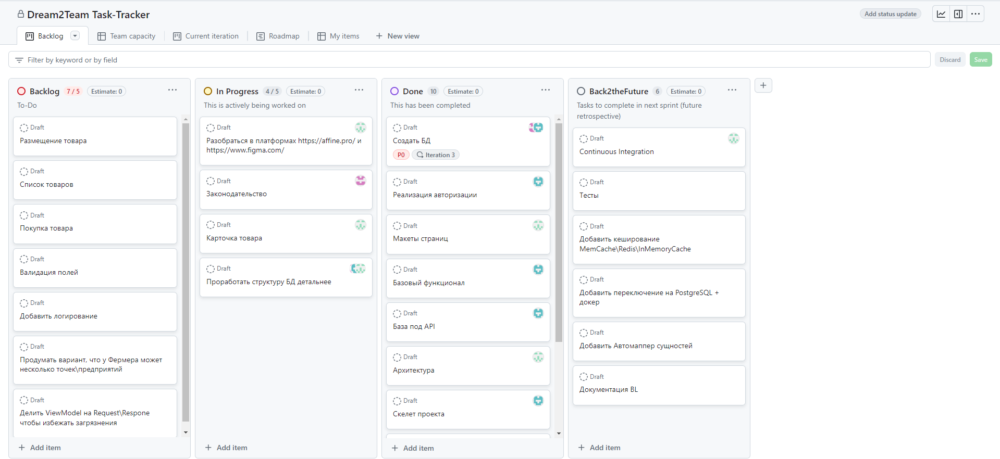 Dream2Team Task-Tracker
Add status update
Backlog
Team capacity
Current iteration
Roadmap
My items
New view
Filter by keyword or by field
Discard
Save
Backlog 7 / 5 Estimate: 0
To-Do
Draft
Размещение товара
Draft
Список товаров
Draft
Покупка товара
Draft
Валидация полей
Draft
Добавить логирование
Draft
Продумать вариант, что у Фермера может
несколько точек\предприятий
Draft
Делить ViewModel на Request\Respone
чтобы избежать загрязнения
Add item
In Progress 4 / 5 Estimate: 0
This is actively being worked on
Draft
Разобраться в платформах https://affine.pro/ и
https://www.figma.com/
Draft
Законодательство
Draft
Карточка товара
Draft
Проработать структуру БД детальнее
Add item
Done 10 Estimate: 0
This has been completed
Draft
Создать БД
P0 Iteration 3
Draft
Реализация авторизации
Draft
Макеты страниц
Draft
Базовый функционал
Draft
База под API
Draft
Архитектура
Draft
Скелет проекта
Add item
Back2theFuture 6 Estimate: 0
Tasks to complete in next sprint (future
retrospective)
Draft
Continuous Integration
Draft
Тесты
Draft
Добавить кеширование
MemCache\Redis\InMemoryCache
Draft
Добавить переключение на PostgreSQL +
докер
Draft
Добавить Автомаппер сущностей
Draft
Документация BL
Add item